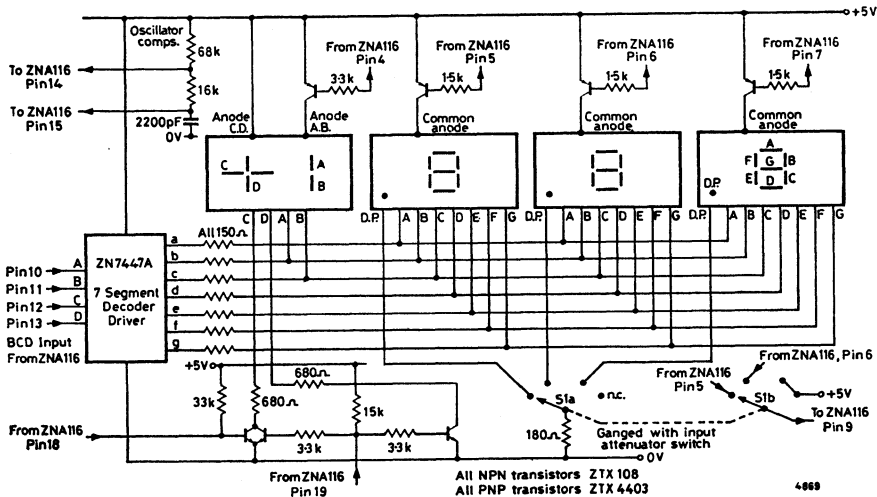 +5V
Oscillator
comps.
68k
To ZNA116
Pin14
16k
To ZNA116
Pin15
2200pF
0V
From ZNA116
Pin4
3·3k
From ZNA116
Pin5
1·5k
From ZNA116
Pin 6
1·5k
From ZNA116
Pin 7
1·5k
Anode
C.D.
Anode
A.B.
Common
anode
Common
anode
Common
anode
C D A B
D.P.
A
F G B
E D C
C D A B
D.P. A B C D E F G
D.P. A B C D E F G
D.P. A B C D E F G
All 150Ω
a
b
c
d
e
f
g
ZN7447A
7 Segment
Decoder
Driver
Pin10 A
Pin11 B
Pin12 C
Pin13 D
BCD Input
From ZNA116
+5V
33k
680Ω
680Ω
15k
From ZNA116
Pin18
3·3k
3·3k
From ZNA116
Pin 19
S1a
n.c.
180Ω
0V
From ZNA116, Pin 6
From ZNA116
Pin 5
S1b
+5V
To ZNA116
Pin 9
Ganged with input
attenuator switch
All NPN transistors ZTX 108
All PNP transistors ZTX 4403
4869